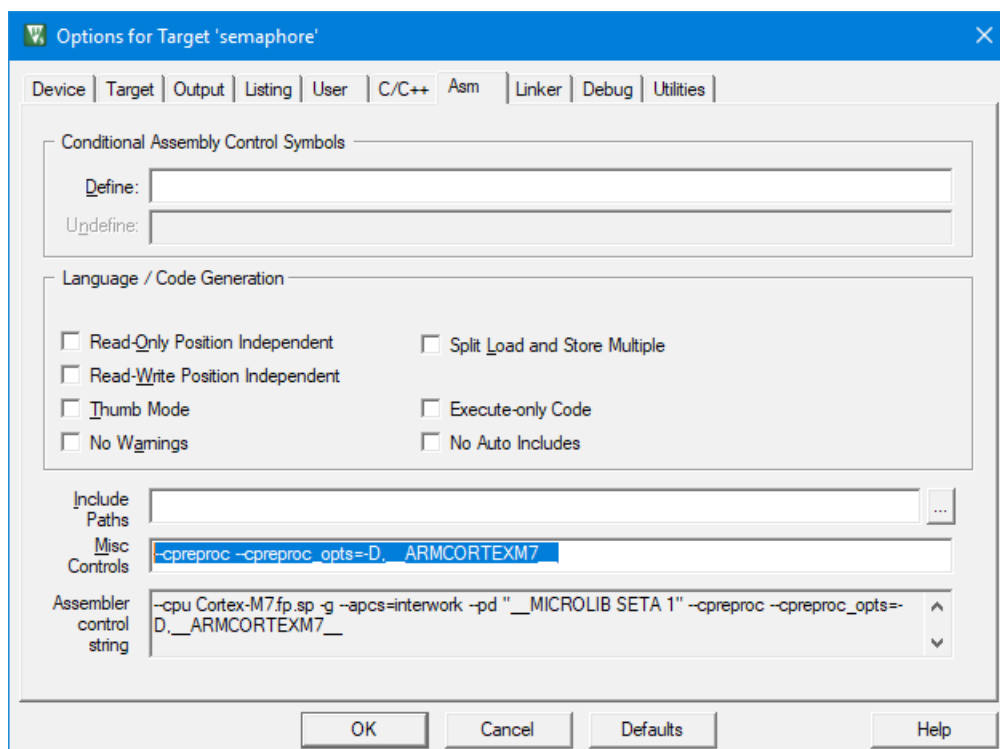 Options for Target 'semaphore'
Device Target Output Listing User C/C++ Asm Linker Debug Utilities
Conditional Assembly Control Symbols
Define:
Undefine:
Language / Code Generation
Read-Only Position Independent
Split Load and Store Multiple
Read-Write Position Independent
Thumb Mode
Execute-only Code
No Warnings
No Auto Includes
Include
Paths
...
Misc
Controls
--cpreproc --cpreproc_opts=-D,__ARMCORTEXM7__
Assembler
control
string
--cpu Cortex-M7.fp.sp -g --apcs=interwork --pd "__MICROLIB SETA 1" --cpreproc --cpreproc_opts=-
D,__ARMCORTEXM7__
OK Cancel Defaults Help